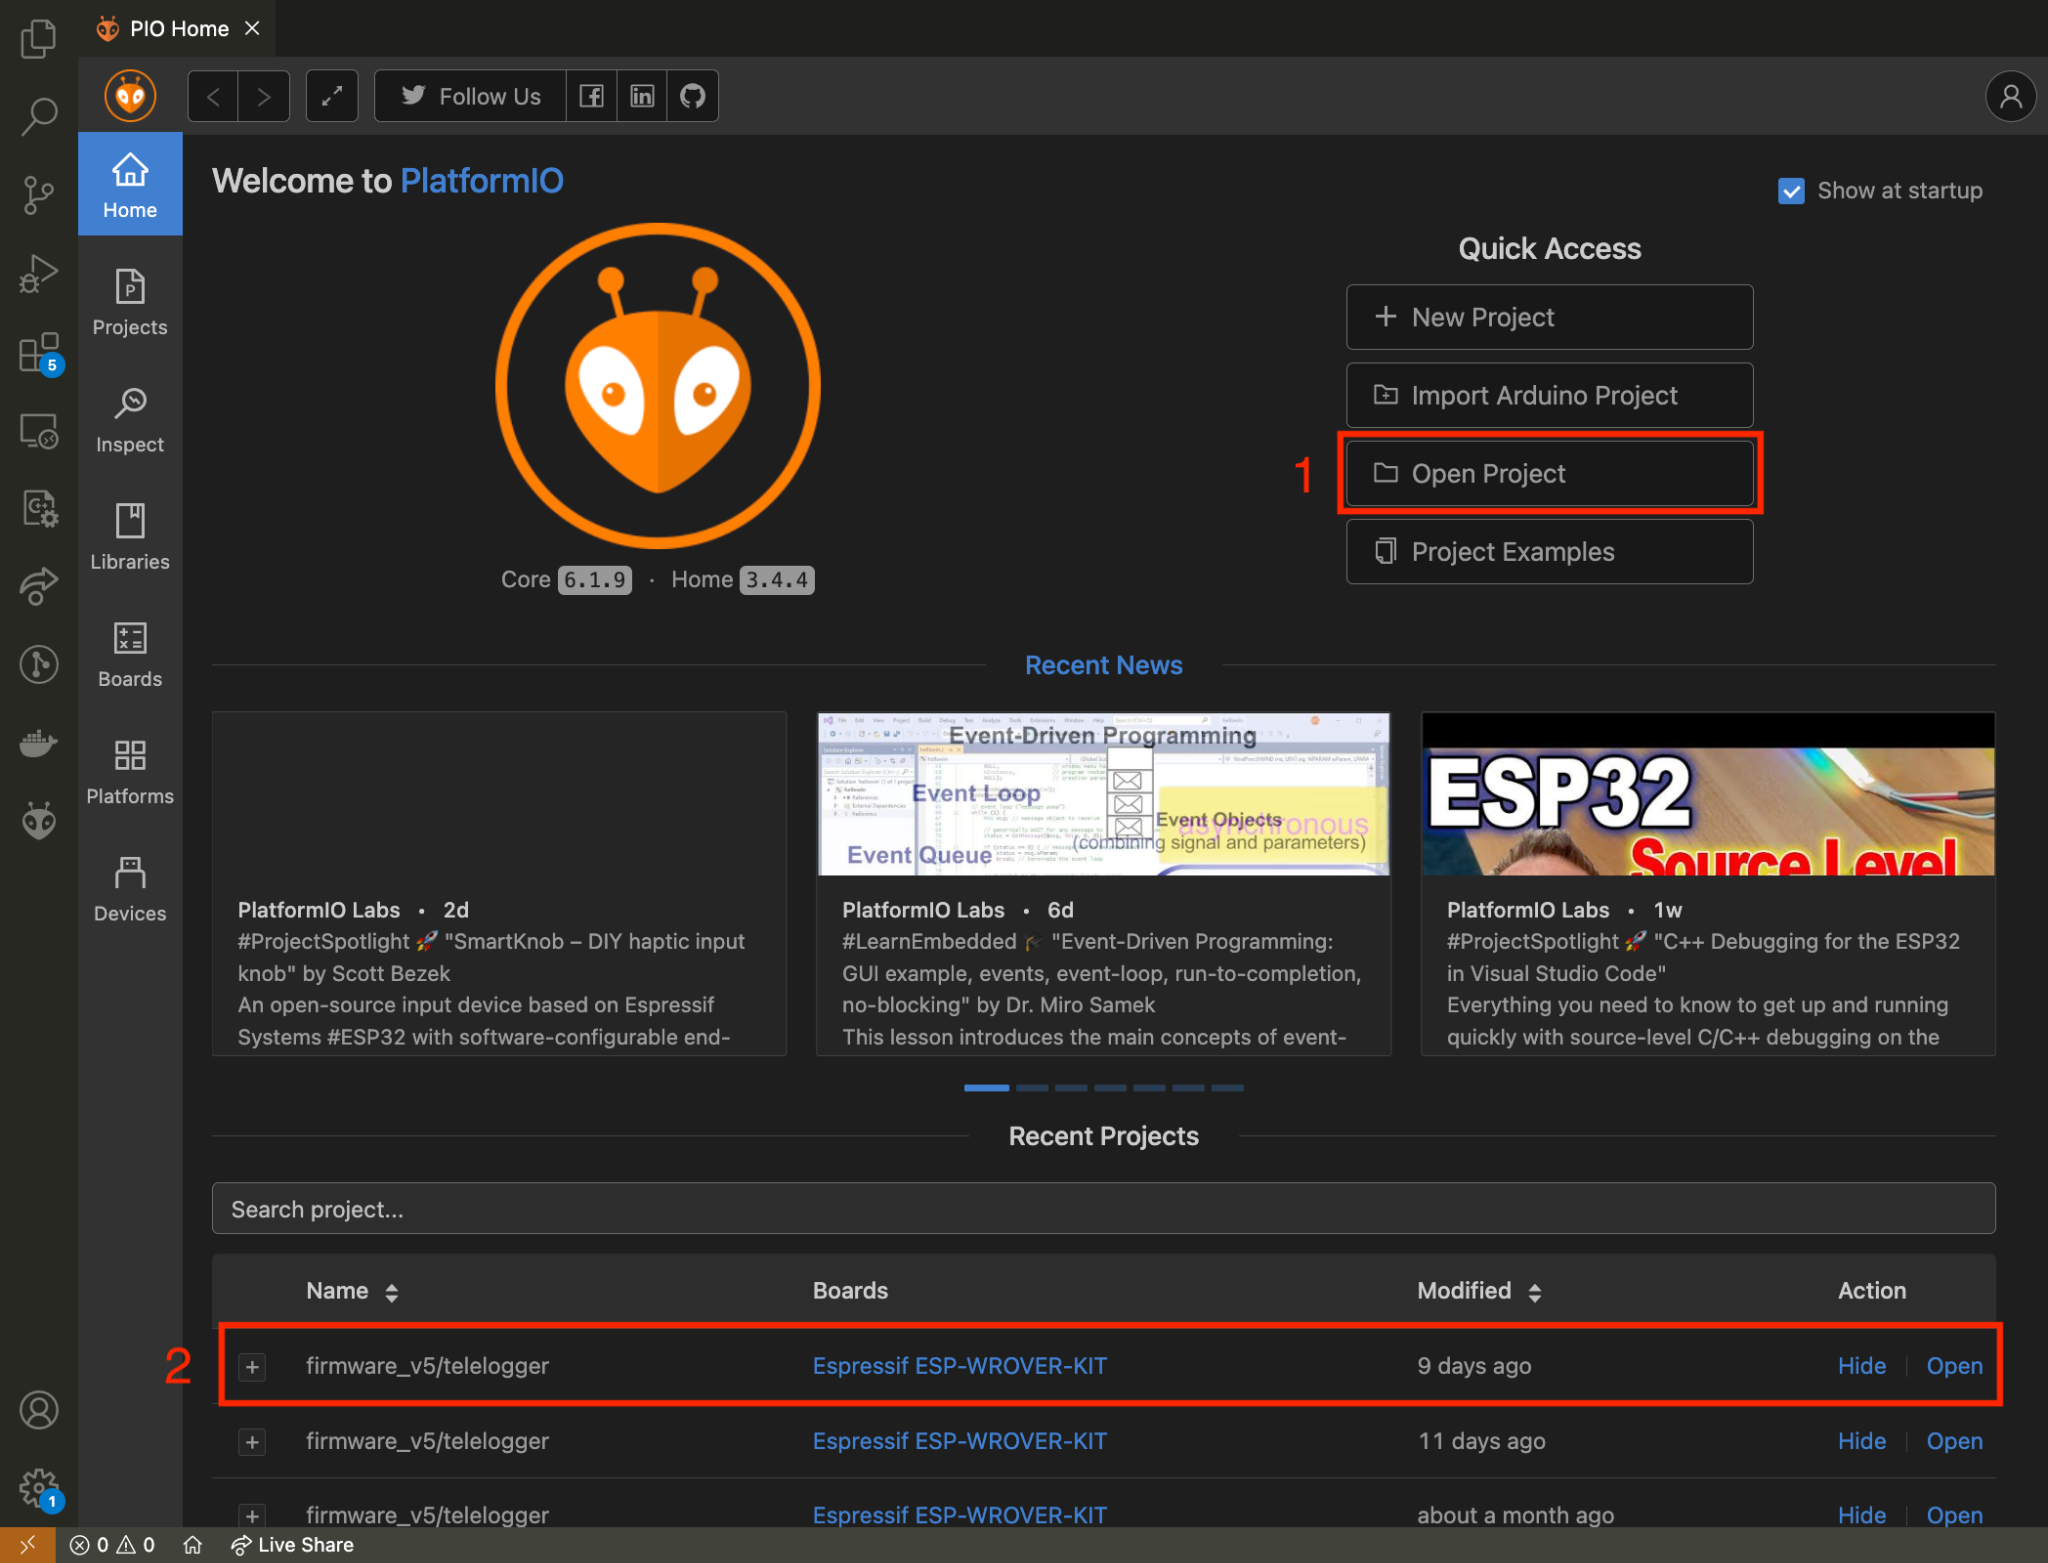 PIO Home
Follow Us
Home
Projects
Inspect
Libraries
Boards
Platforms
Devices
5
Welcome to PlatformIO
Show at startup
Core 6.1.9 · Home 3.4.4
Quick Access
New Project
Import Arduino Project
1
Open Project
Project Examples
Recent News
Event-Driven Programming
Event Loop
Event Queue
Event Objects
asynchronous
(combining signal and parameters)
ESP32
Source Level
PlatformIO Labs • 2d
#ProjectSpotlight 🚀 "SmartKnob – DIY haptic input
knob" by Scott Bezek
An open-source input device based on Espressif
Systems #ESP32 with software-configurable end-
PlatformIO Labs • 6d
#LearnEmbedded 🎓 "Event-Driven Programming:
GUI example, events, event-loop, run-to-completion,
no-blocking" by Dr. Miro Samek
This lesson introduces the main concepts of event-
PlatformIO Labs • 1w
#ProjectSpotlight 🚀 "C++ Debugging for the ESP32
in Visual Studio Code"
Everything you need to know to get up and running
quickly with source-level C/C++ debugging on the
Recent Projects
Search project...
Name Boards Modified Action
2
firmware_v5/telelogger Espressif ESP-WROVER-KIT 9 days ago Hide Open
firmware_v5/telelogger Espressif ESP-WROVER-KIT 11 days ago Hide Open
firmware_v5/telelogger Espressif ESP-WROVER-KIT about a month ago Hide Open
1
0 0 Live Share